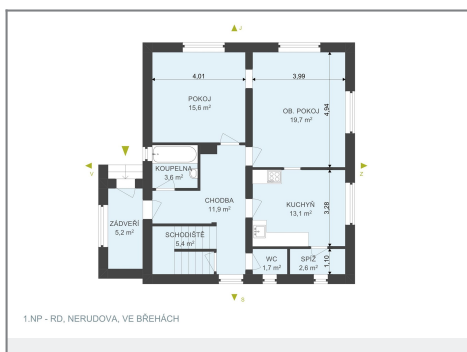 J
4,01
3,99
POKOJ
15,6 m²
OB. POKOJ
19,7 m²
4,94
V
KOUPELNA
3,6 m²
Z
CHODBA
11,9 m²
KUCHYŇ
13,1 m²
3,28
ZÁDVEŘÍ
5,2 m²
SCHODIŠTĚ
5,4 m²
WC
1,7 m²
SPÍŽ
2,6 m²
1,10
S
1.NP - RD, NERUDOVA, VE BŘEHÁCH